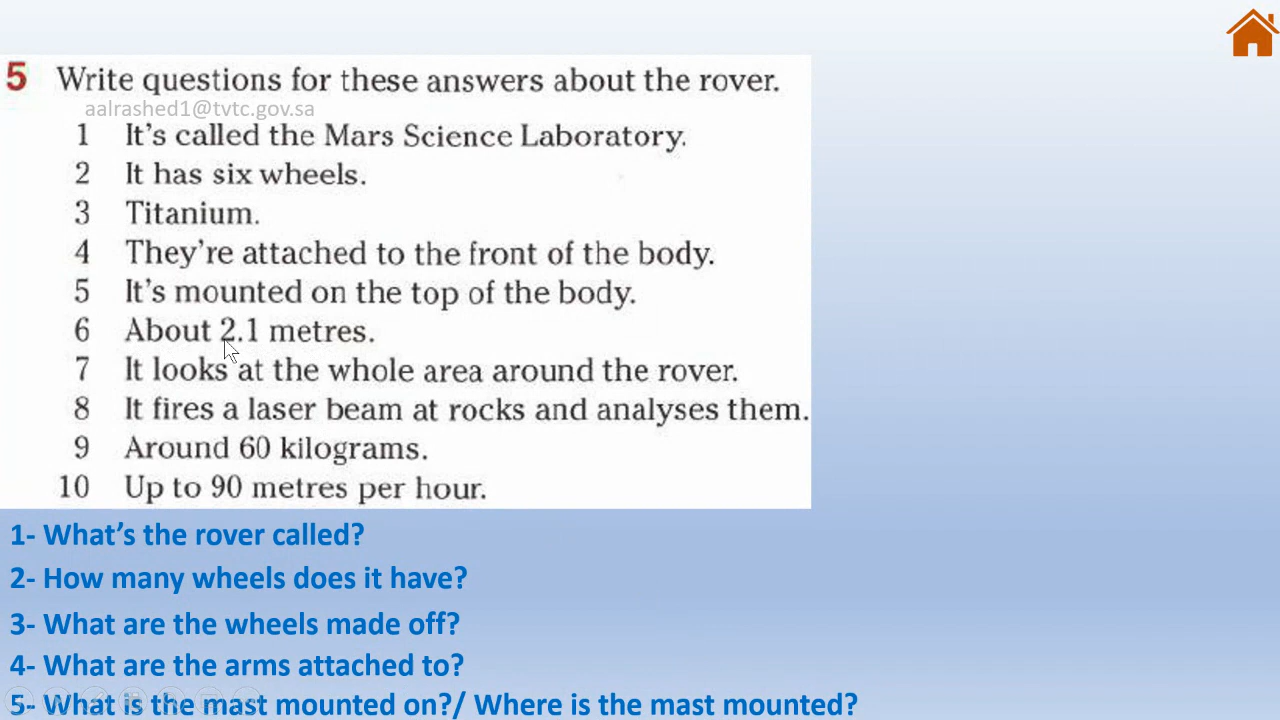 5 Write questions for these answers about the rover.
aalrashed1@tvtc.gov.sa
1 It's called the Mars Science Laboratory.
2 It has six wheels.
3 Titanium.
4 They're attached to the front of the body.
5 It's mounted on the top of the body.
6 About 2.1 metres.
7 It looks at the whole area around the rover.
8 It fires a laser beam at rocks and analyses them.
9 Around 60 kilograms.
10 Up to 90 metres per hour.
1- What's the rover called?
2- How many wheels does it have?
3- What are the wheels made off?
4- What are the arms attached to?
5- What is the mast mounted on?/ Where is the mast mounted?